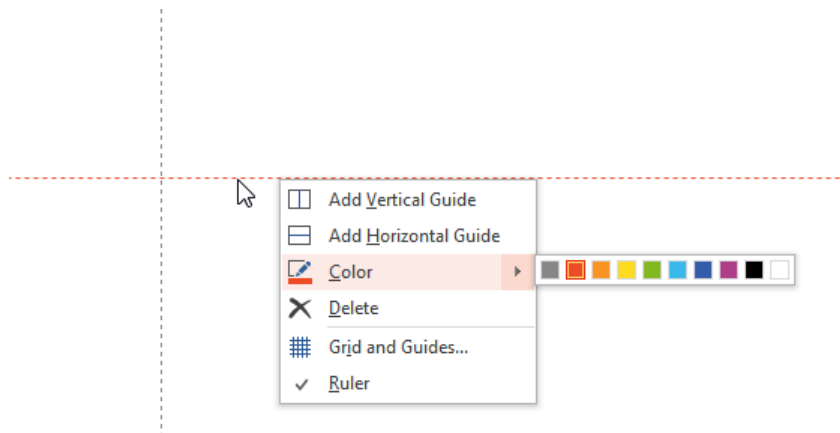 Add Vertical Guide
Add Horizontal Guide
Color
Delete
Grid and Guides...
Ruler